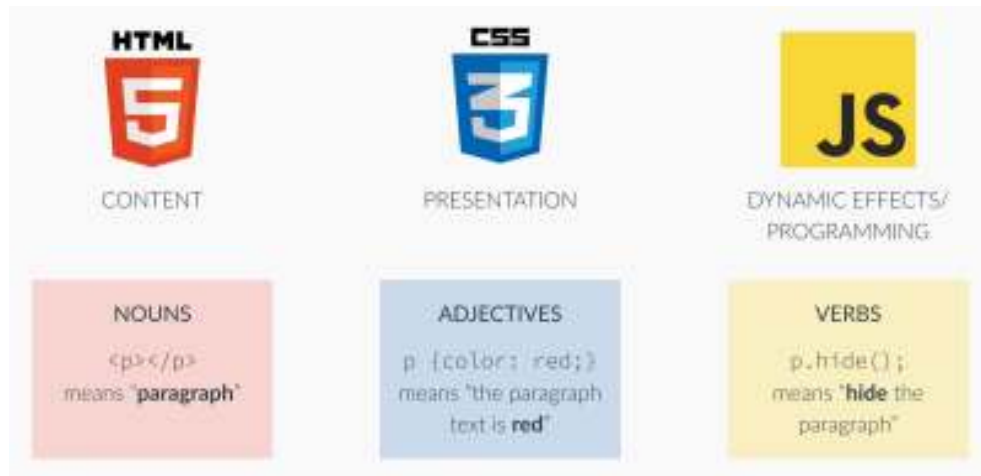 HTML
5
CONTENT
NOUNS
<p></p>
means "paragraph"
CSS
3
PRESENTATION
ADJECTIVES
p {color: red;}
means "the paragraph
text is red"
JS
DYNAMIC EFFECTS/
PROGRAMMING
VERBS
p.hide();
means "hide the
paragraph"